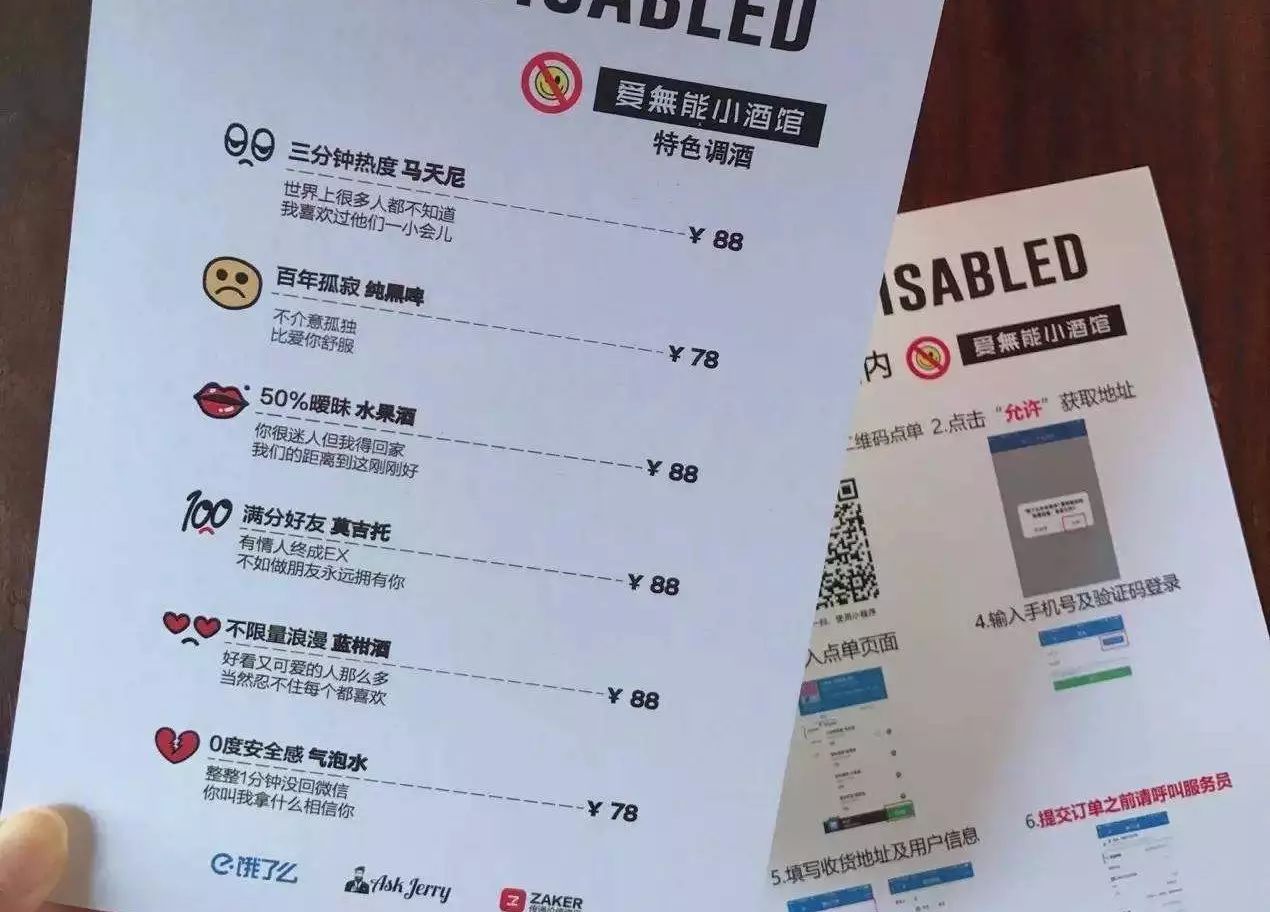 ISABLED
爱無能小酒馆
特色调酒
三分钟热度 马天尼
世界上很多人都不知道
我喜欢过他们一小会儿
¥ 88
百年孤寂 纯黑啤
不介意孤独
比爱你舒服
¥ 78
50%暧昧 水果酒
你很迷人但我得回家
我们的距离到这刚刚好
¥ 88
100
满分好友 莫吉托
有情人终成EX
不如做朋友永远拥有你
¥ 88
不限量浪漫 蓝柑酒
好看又可爱的人那么多
当然忍不住每个都喜欢
¥ 88
0度安全感 气泡水
整整1分钟没回微信
你叫我拿什么相信你
¥ 78
饿了么
Ask Jerry
ZAKER
ISABLED
内
爱無能小酒馆
维码点单
2.点击“允许”获取地址
一扫，使用小程序
入点单页面
4.输入手机号及验证码登录
5.填写收货地址及用户信息
6.提交订单之前请呼叫服务员